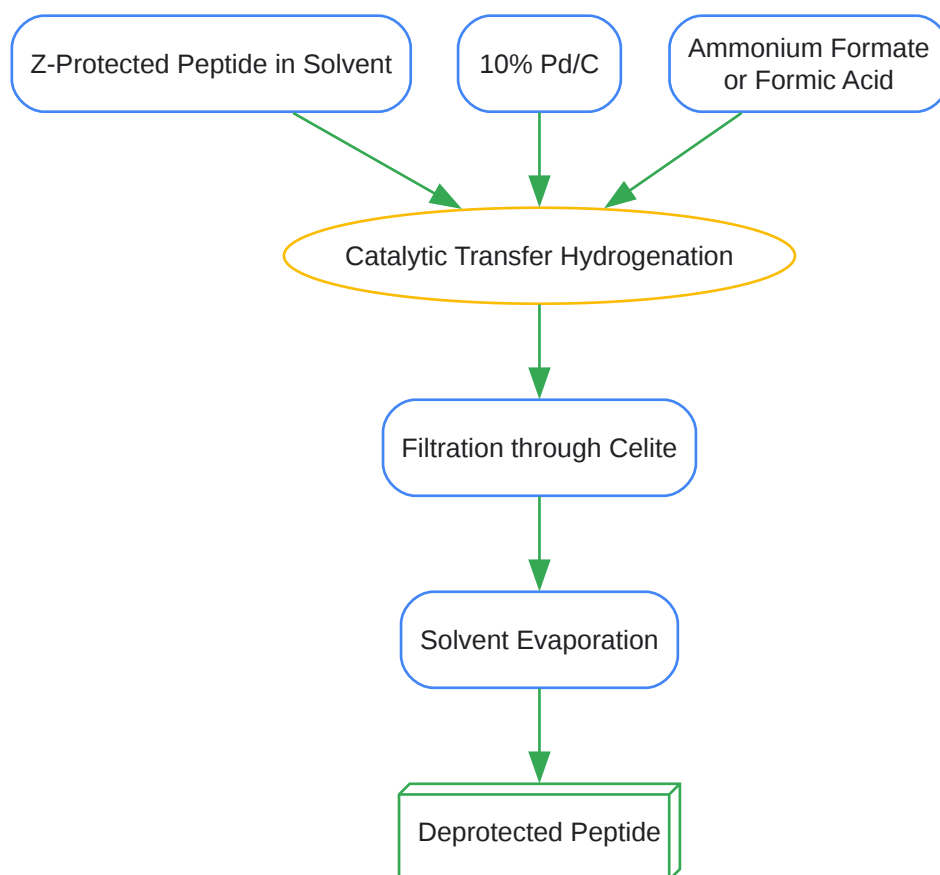 Z-Protected Peptide in Solvent
10% Pd/C
Ammonium Formate
or Formic Acid
Catalytic Transfer Hydrogenation
Filtration through Celite
Solvent Evaporation
Deprotected Peptide